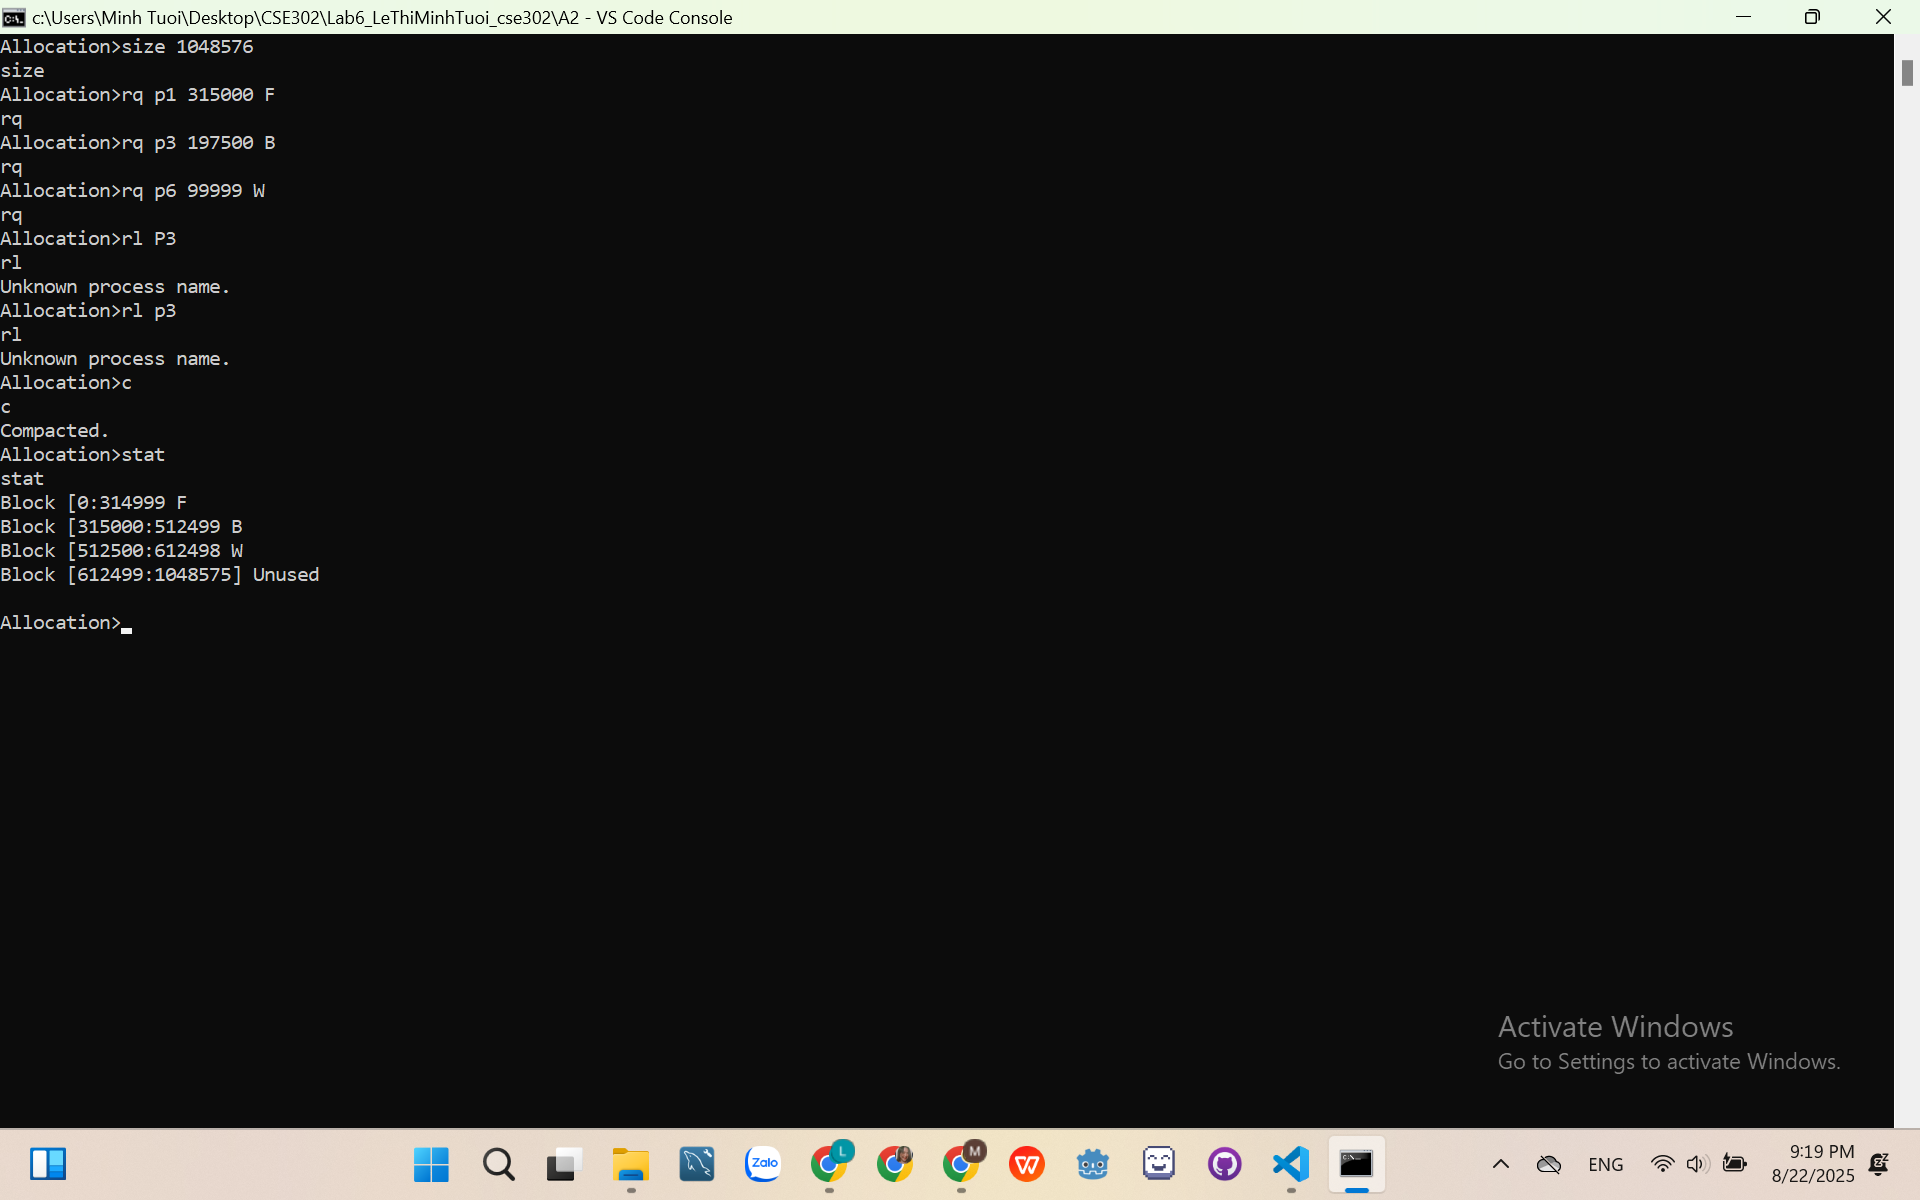 c:\Users\Minh Tuoi\Desktop\CSE302\Lab6_LeThiMinhTuoi_cse302\A2 - VS Code Console
Allocation>size 1048576
size
Allocation>rq p1 315000 F
rq
Allocation>rq p3 197500 B
rq
Allocation>rq p6 99999 W
rq
Allocation>rl P3
rl
Unknown process name.
Allocation>rl p3
rl
Unknown process name.
Allocation>c
c
Compacted.
Allocation>stat
stat
Block [0:314999 F
Block [315000:512499 B
Block [512500:612498 W
Block [612499:1048575] Unused
Allocation>
Activate Windows
Go to Settings to activate Windows.
Zalo
L
M
W
ENG
9:19 PM
8/22/2025